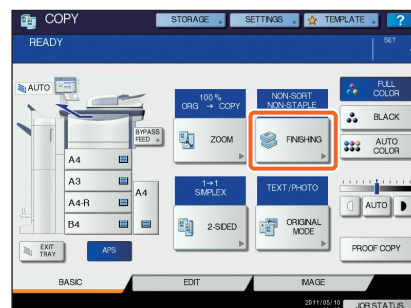 COPY
STORAGE
SETTINGS
TEMPLATE
?
READY
SET
AUTO
100 %
ORG → COPY
NON-SORT
NON-STAPLE
FULL
COLOR
ZOOM
FINISHING
BLACK
AUTO
COLOR
BYPASS
FEED
A4
A3
A4-R
B4
A4
1→1
SIMPLEX
TEXT/PHOTO
2-SIDED
ORIGINAL
MODE
AUTO
EXIT
TRAY
APS
PROOF COPY
BASIC
EDIT
IMAGE
2011/05/10
JOB STATUS